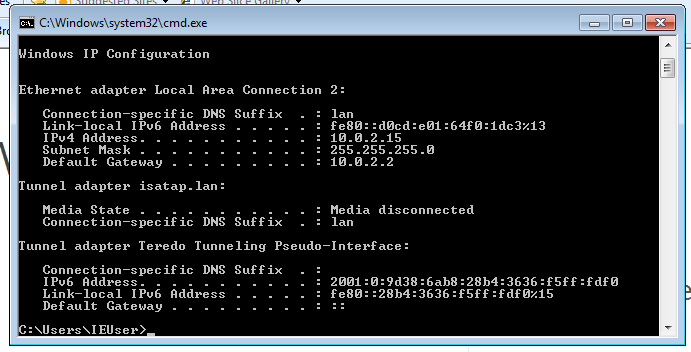 Suggested Sites
Web Slice Gallery
C:\Windows\system32\cmd.exe
Windows IP Configuration
Ethernet adapter Local Area Connection 2:
Connection-specific DNS Suffix . : lan
Link-local IPv6 Address . . . . . : fe80::d0cd:e01:64f0:1dc3%13
IPv4 Address. . . . . . . . . . . : 10.0.2.15
Subnet Mask . . . . . . . . . . . : 255.255.255.0
Default Gateway . . . . . . . . . : 10.0.2.2
Tunnel adapter isatap.lan:
Media State . . . . . . . . . . . : Media disconnected
Connection-specific DNS Suffix . : lan
Tunnel adapter Teredo Tunneling Pseudo-Interface:
Connection-specific DNS Suffix . :
IPv6 Address. . . . . . . . . . . : 2001:0:9d38:6ab8:28b4:3636:f5ff:fdf0
Link-local IPv6 Address . . . . . : fe80::28b4:3636:f5ff:fdf0%15
Default Gateway . . . . . . . . . : ::
C:\Users\IEUser>_